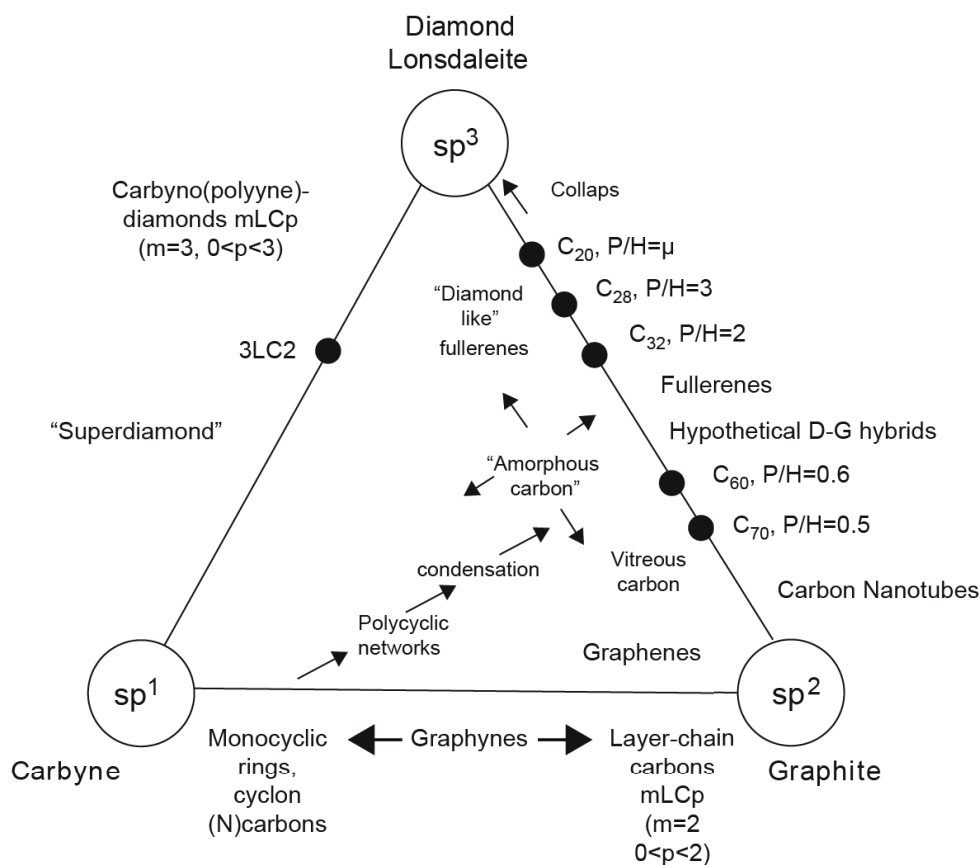 Diamond
Lonsdaleite
sp³
Carbyno(polyyne)-
diamonds mLCp
(m=3, 0<p<3)
Collaps
C₂₀, P/H=μ
C₂₈, P/H=3
C₃₂, P/H=2
"Diamond
like"
fullerenes
3LC2
Fullerenes
"Superdiamond"
Hypothetical D-G hybrids
"Amorphous
carbon"
C₆₀, P/H=0.6
C₇₀, P/H=0.5
condensation
Vitreous
carbon
Carbon Nanotubes
Polycyclic
networks
Graphenes
sp¹
sp²
Carbyne
Monocyclic
rings,
cyclon
(N)carbons
Graphynes
Layer-chain
carbons
mLCp
(m=2
0<p<2)
Graphite